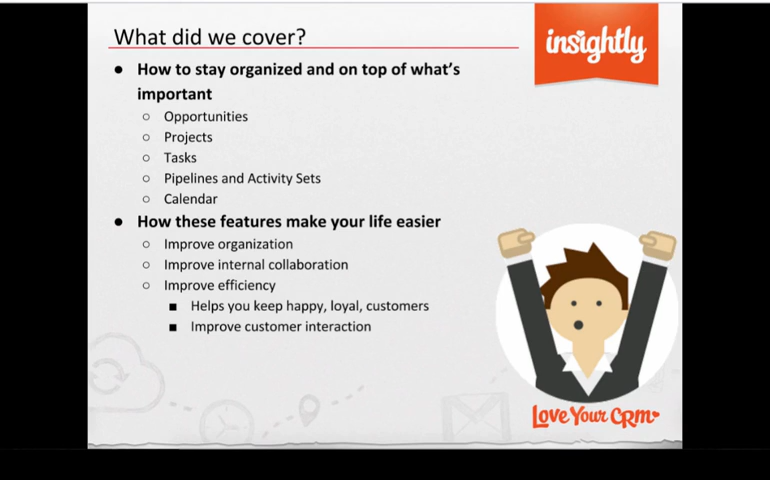 What did we cover?
insightly
● How to stay organized and on top of what's
important
○ Opportunities
○ Projects
○ Tasks
○ Pipelines and Activity Sets
○ Calendar
● How these features make your life easier
○ Improve organization
○ Improve internal collaboration
○ Improve efficiency
■ Helps you keep happy, loyal, customers
■ Improve customer interaction
Love Your CRM